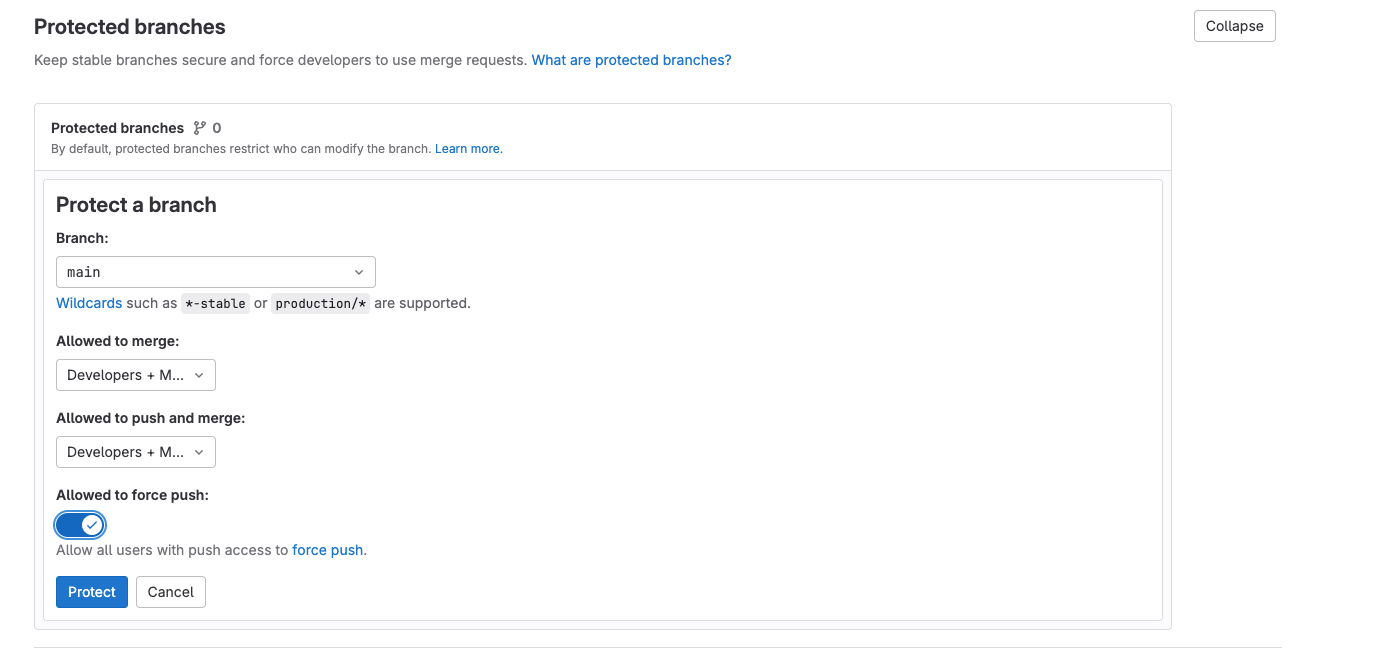 Protected branches
Collapse
Keep stable branches secure and force developers to use merge requests. What are protected branches?
Protected branches 0
By default, protected branches restrict who can modify the branch. Learn more.
Protect a branch
Branch:
main
Wildcards such as *-stable or production/* are supported.
Allowed to merge:
Developers + M...
Allowed to push and merge:
Developers + M...
Allowed to force push:
Allow all users with push access to force push.
Protect Cancel